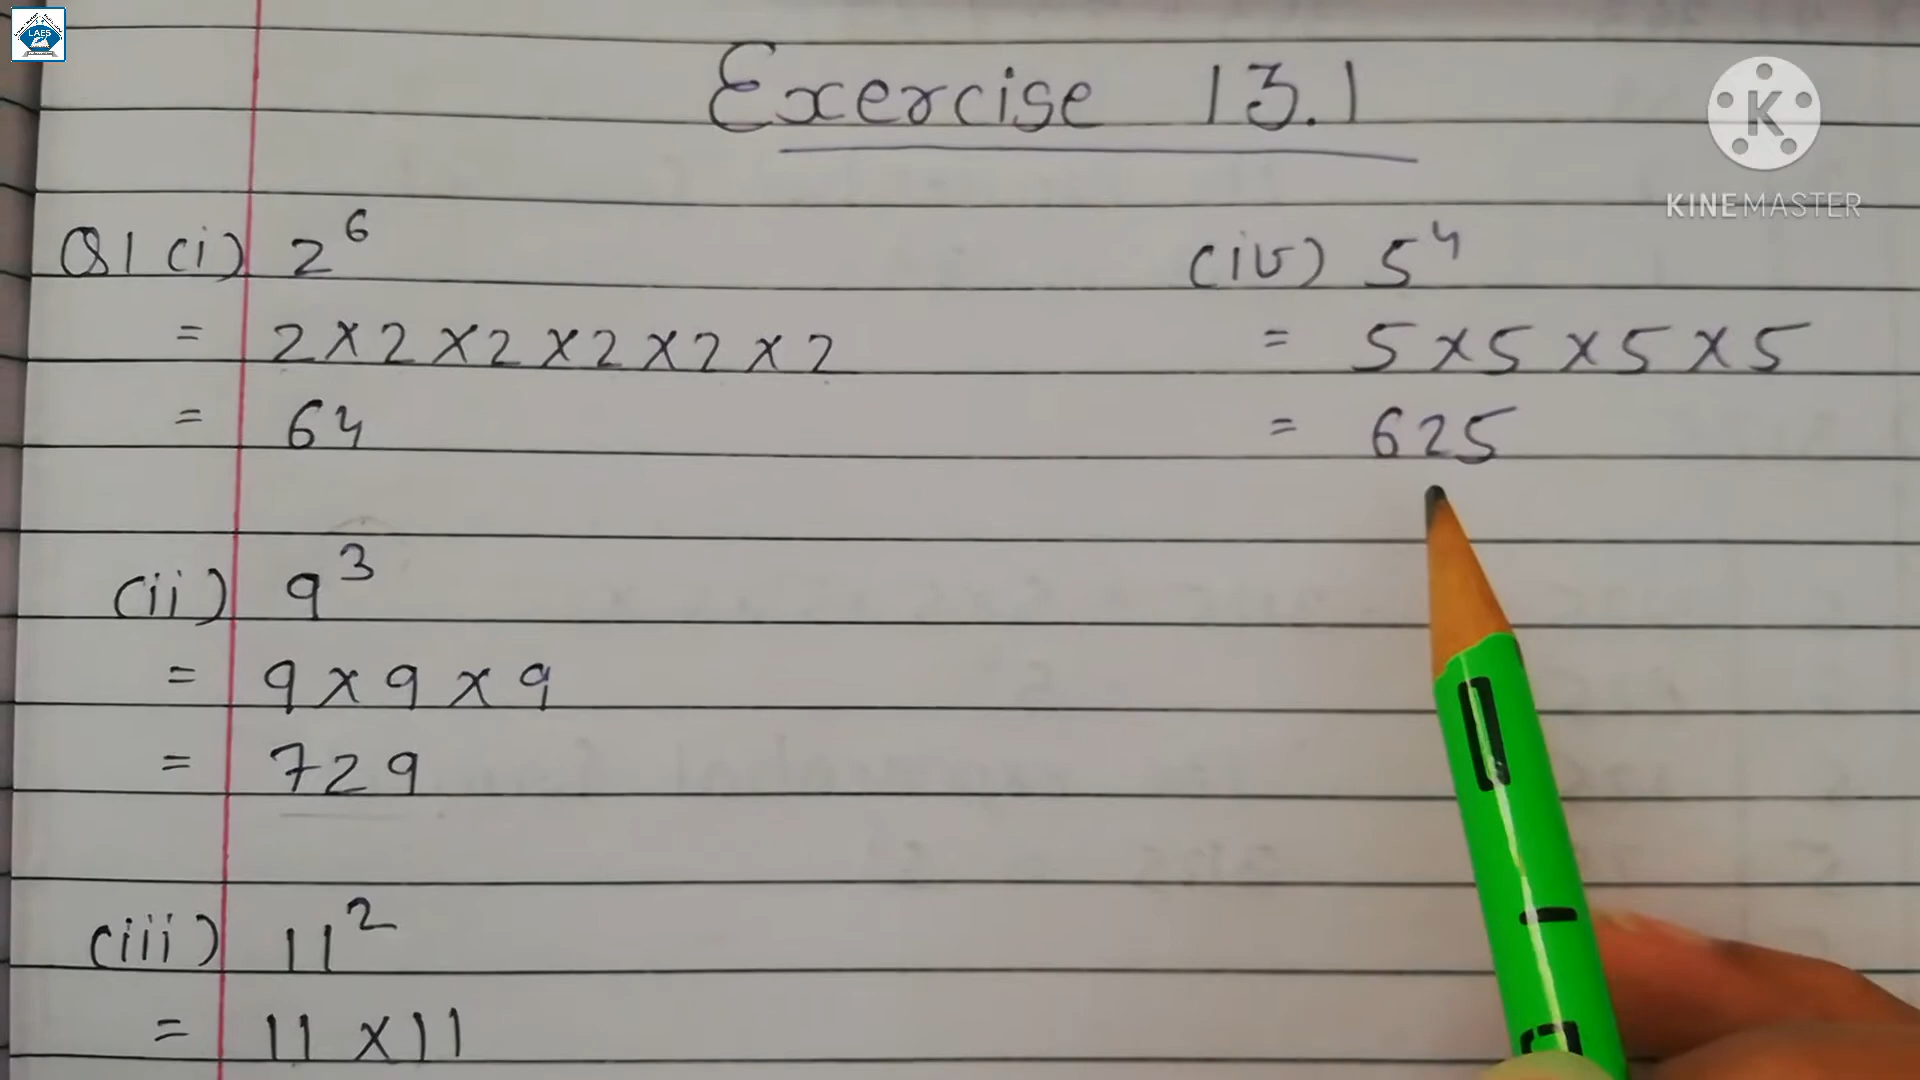 LAES
Exercise 13.1
KINEMASTER
Q1 (i) 2⁶
= 2×2×2×2×2×2
= 64
(ii) 9³
= 9×9×9
= 729
(iii) 11²
= 11×11
(iv) 5⁴
= 5×5×5×5
= 625